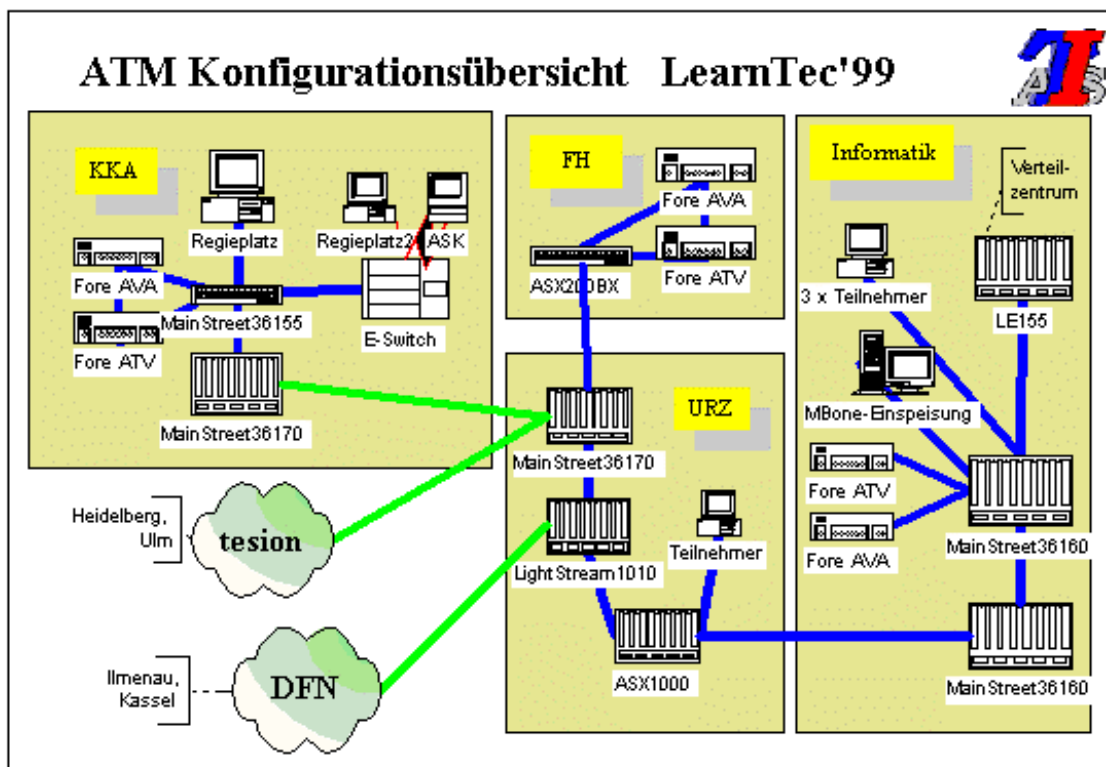 ATM Konfigurationsübersicht LearnTec'99
ATIS
KKA
Regieplatz
Regieplatz2
ASK
Fore AVA
MainStreet36155
Fore ATV
E-Switch
MainStreet36170
FH
Fore AVA
ASX200BX
Fore ATV
Informatik
Verteil-
zentrum
3 x Teilnehmer
LE155
MBone-Einspeisung
Fore ATV
Fore AVA
MainStreet36160
MainStreet36160
URZ
MainStreet36170
LightStream1010
Teilnehmer
ASX1000
Heidelberg,
Ulm
tesion
Ilmenau,
Kassel
DFN